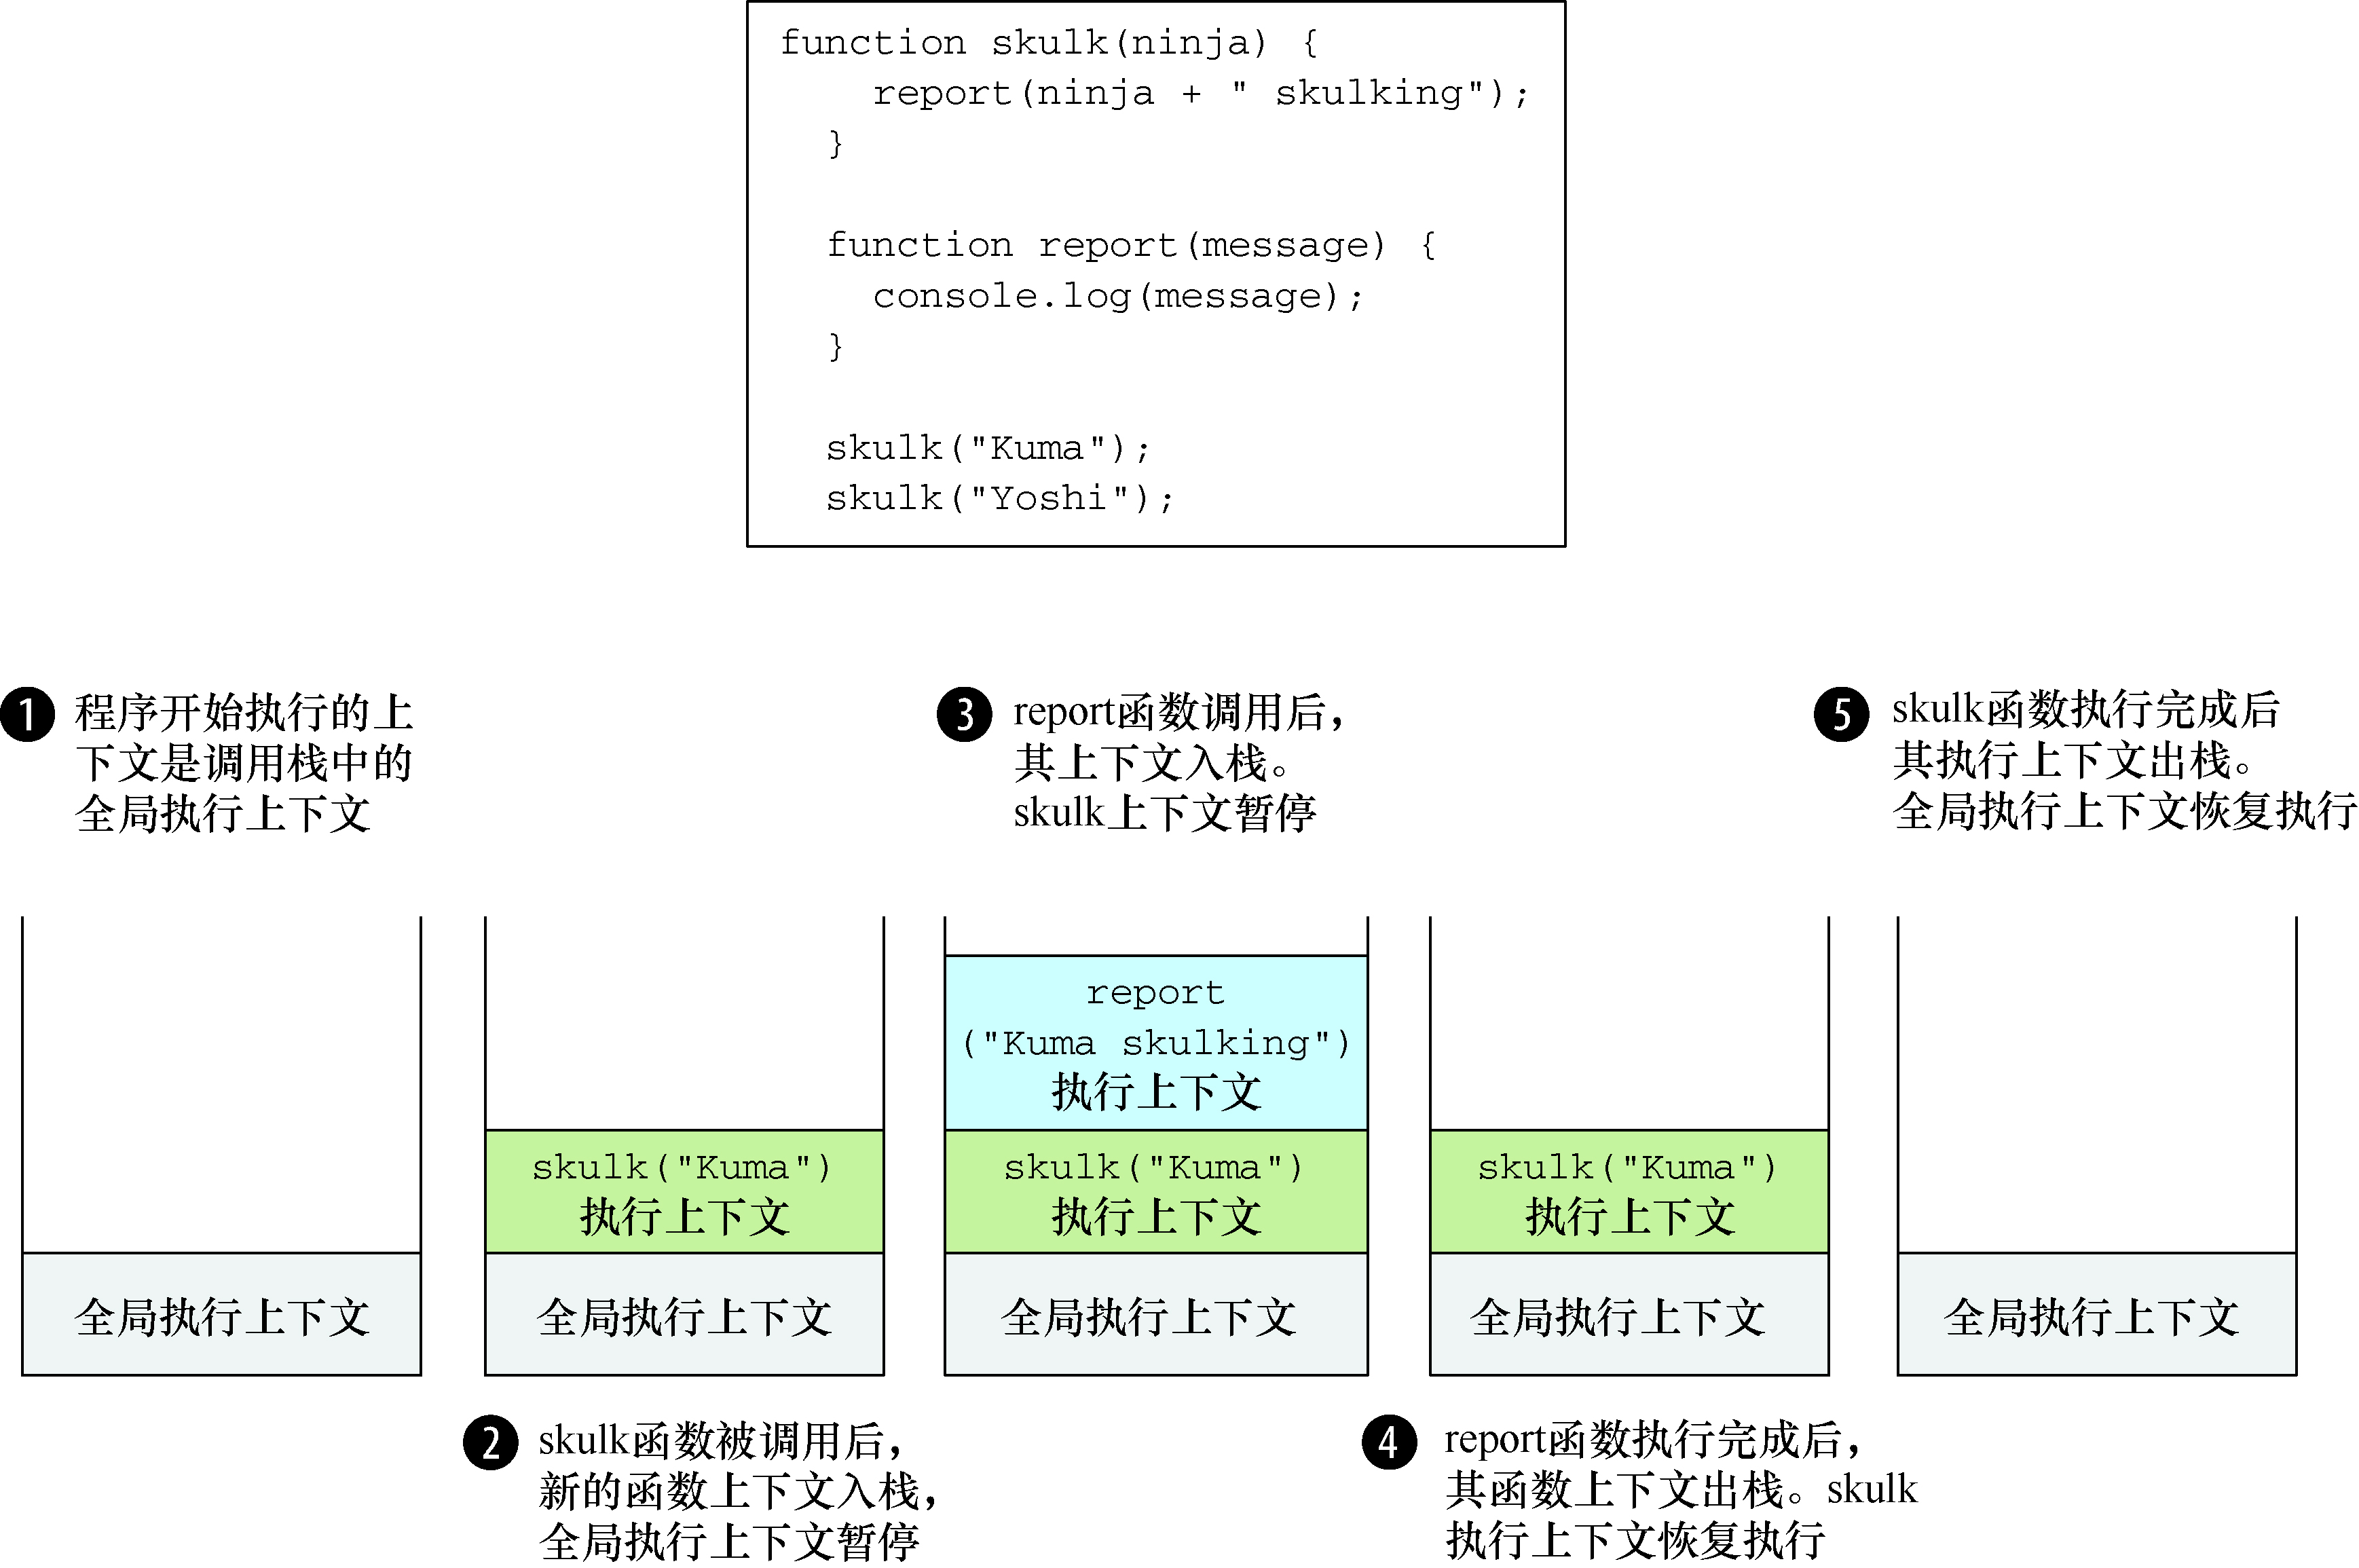 function skulk(ninja) {
report(ninja + " skulking");
}
function report(message) {
console.log(message);
}
skulk("Kuma");
skulk("Yoshi");
1 程序开始执行的上
下文是调用栈中的
全局执行上下文
3 report函数调用后，
其上下文入栈。
skulk上下文暂停
5 skulk函数执行完成后
其执行上下文出栈。
全局执行上下文恢复执行
全局执行上下文
skulk("Kuma")
执行上下文
全局执行上下文
report
("Kuma skulking")
执行上下文
skulk("Kuma")
执行上下文
全局执行上下文
skulk("Kuma")
执行上下文
全局执行上下文
全局执行上下文
2 skulk函数被调用后，
新的函数上下文入栈，
全局执行上下文暂停
4 report函数执行完成后，
其函数上下文出栈。skulk
执行上下文恢复执行